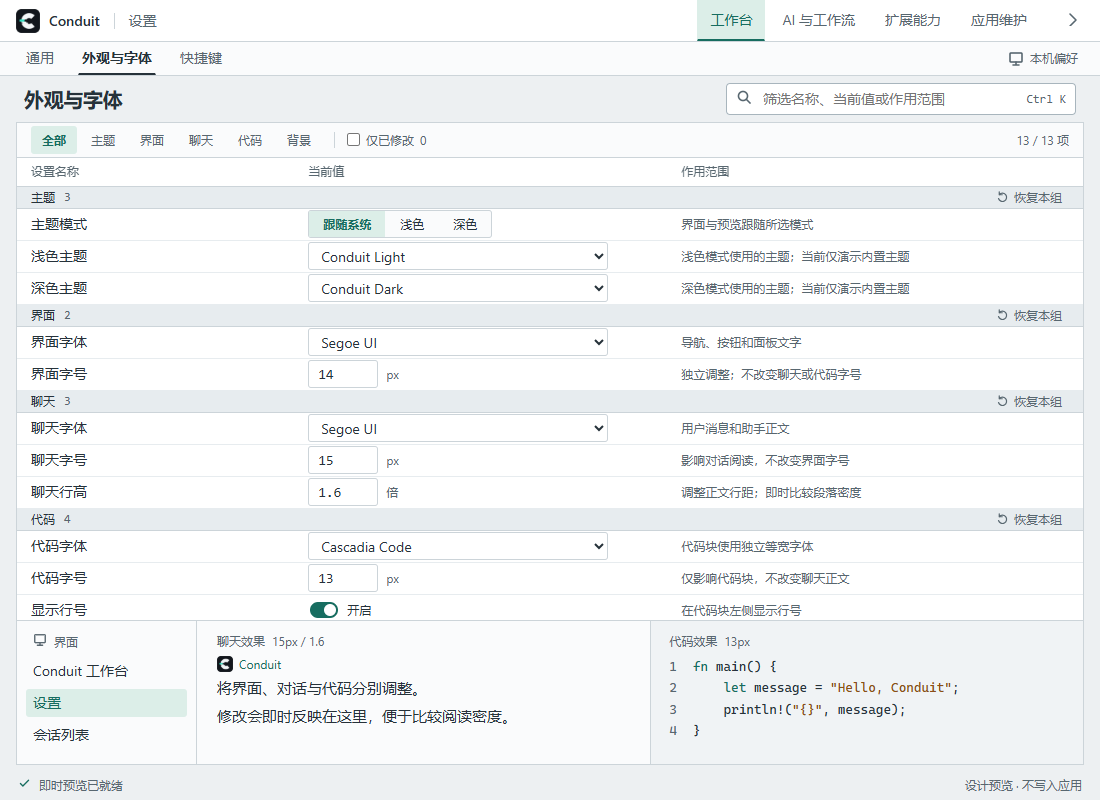 Conduit 设置 工作台 AI 与工作流 扩展能力 应用维护
通用 外观与字体 快捷键 本机偏好
外观与字体 筛选名称、当前值或作用范围 Ctrl K
全部 主题 界面 聊天 代码 背景 仅已修改 0 13 / 13 项
设置名称 当前值 作用范围
主题 3 恢复本组
主题模式 跟随系统 浅色 深色 界面与预览跟随所选模式
浅色主题 Conduit Light 浅色模式使用的主题；当前仅演示内置主题
深色主题 Conduit Dark 深色模式使用的主题；当前仅演示内置主题
界面 2 恢复本组
界面字体 Segoe UI 导航、按钮和面板文字
界面字号 14 px 独立调整；不改变聊天或代码字号
聊天 3 恢复本组
聊天字体 Segoe UI 用户消息和助手正文
聊天字号 15 px 影响对话阅读，不改变界面字号
聊天行高 1.6 倍 调整正文行距；即时比较段落密度
代码 4 恢复本组
代码字体 Cascadia Code 代码块使用独立等宽字体
代码字号 13 px 仅影响代码块，不改变聊天正文
显示行号 开启 在代码块左侧显示行号
界面
Conduit 工作台
设置
会话列表
聊天效果 15px / 1.6
Conduit
将界面、对话与代码分别调整。
修改会即时反映在这里，便于比较阅读密度。
代码效果 13px
1 fn main() {
2     let message = "Hello, Conduit";
3     println!("{}", message);
4 }
即时预览已就绪 设计预览 · 不写入应用